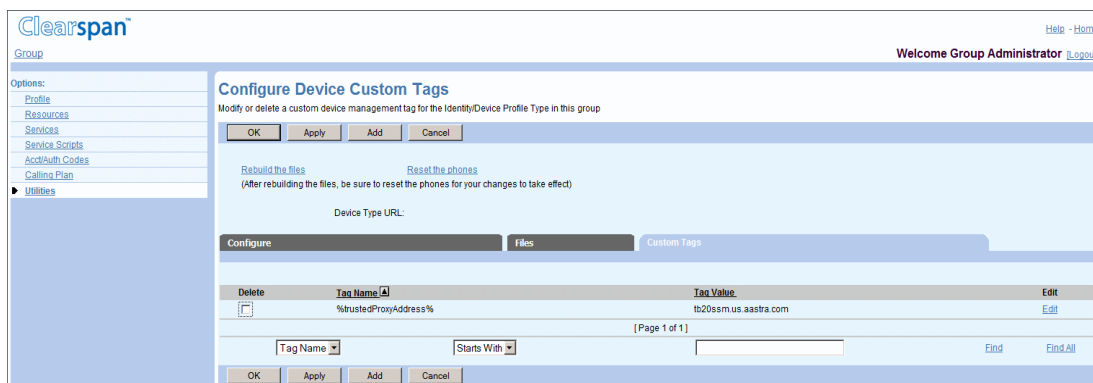 Clearspan™
Help - Hom
Group
Welcome Group Administrator [Logou
Options:
Profile
Resources
Services
Service Scripts
Acct/Auth Codes
Calling Plan
Utilities
Configure Device Custom Tags
Modify or delete a custom device management tag for the Identity/Device Profile Type in this group
OK Apply Add Cancel
Rebuild the files Reset the phones
(After rebuilding the files, be sure to reset the phones for your changes to take effect)
Device Type URL:
Configure Files Custom Tags
Delete Tag Name Tag Value Edit
%trustedProxyAddress% tb20ssm.us.aastra.com Edit
[ Page 1 of 1 ]
Tag Name Starts With Find Find All
OK Apply Add Cancel